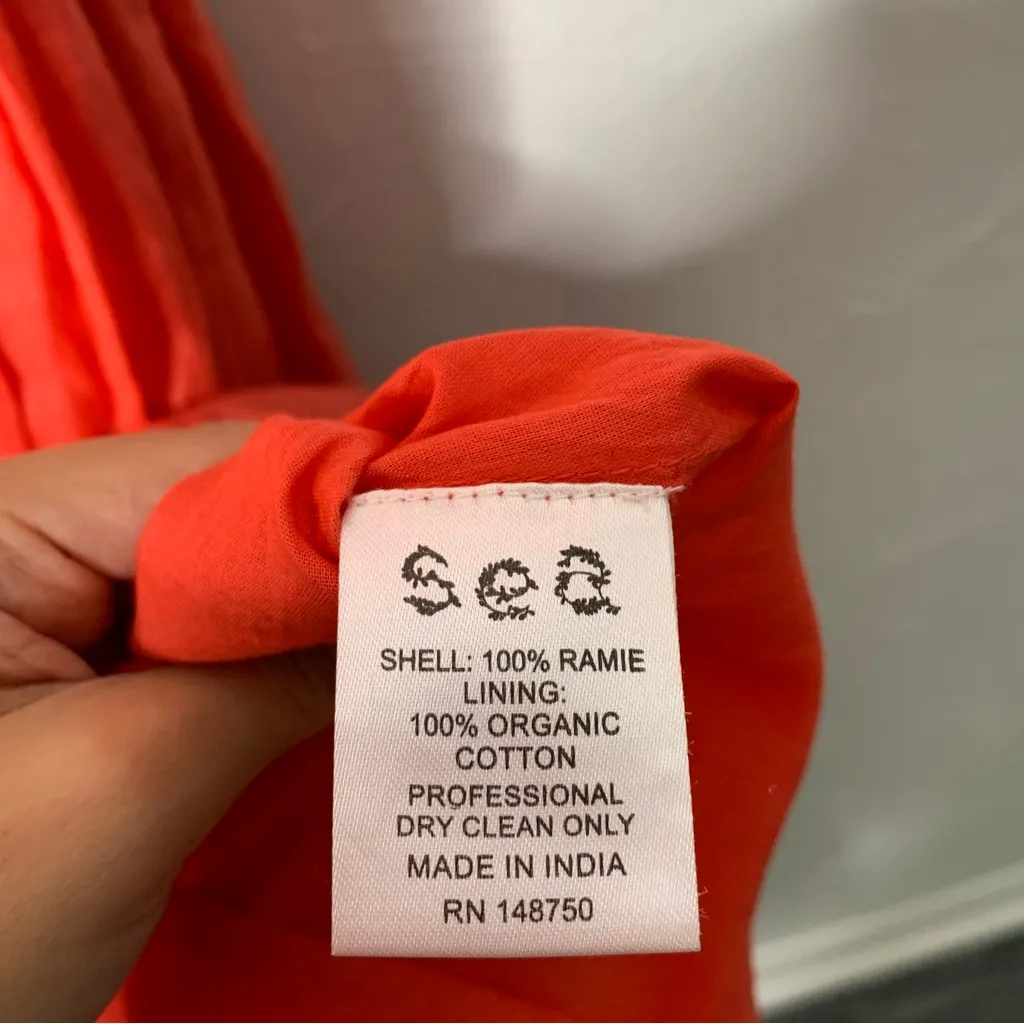 Sea
SHELL: 100% RAMIE
LINING:
100% ORGANIC
COTTON
PROFESSIONAL
DRY CLEAN ONLY
MADE IN INDIA
RN 148750